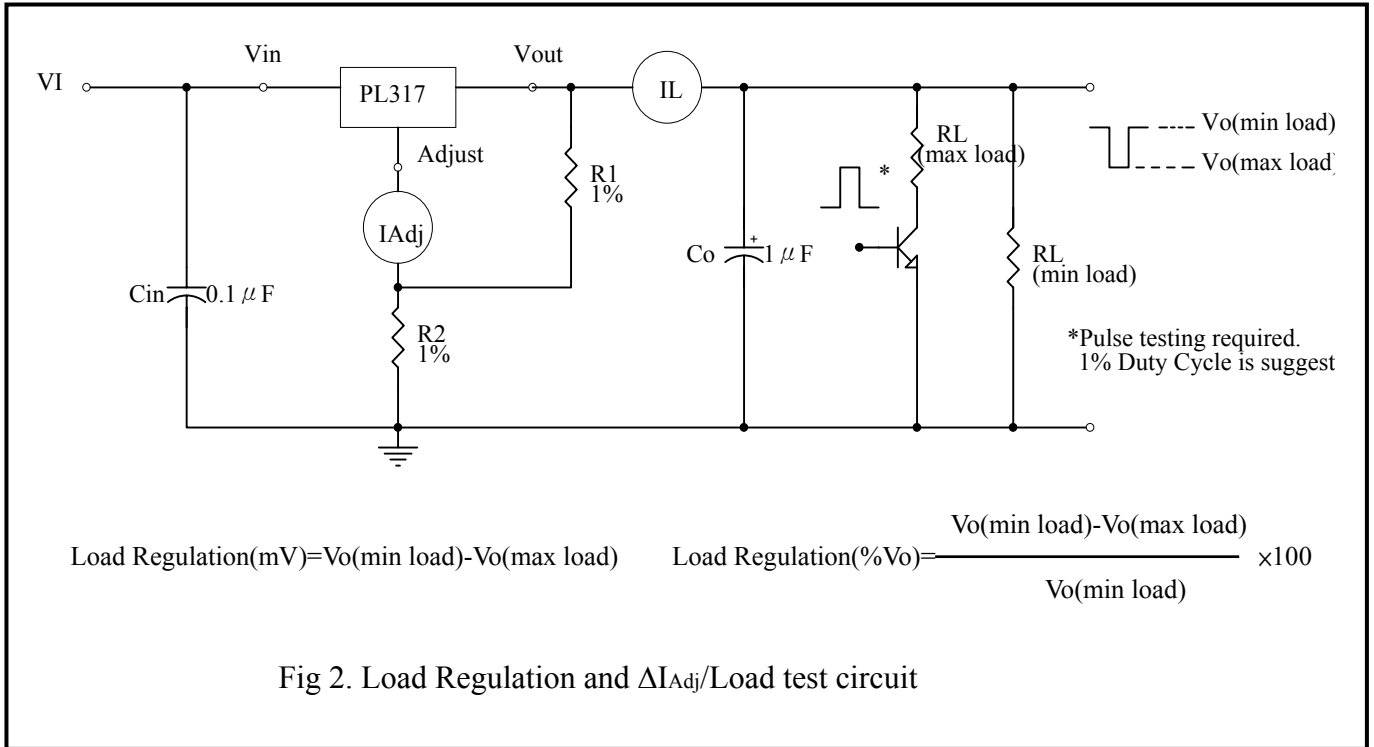 VI
Vin
PL317
Vout
IL
Adjust
IAdj
R1
1%
R2
1%
Cin
0.1 μ F
Co
+
1 μ F
*
RL
(max load)
RL
(min load)
Vo(min load)
Vo(max load)
*Pulse testing required.
1% Duty Cycle is suggest
Load Regulation(mV)=Vo(min load)-Vo(max load)
Load Regulation(%Vo)=
Vo(min load)-Vo(max load)
Vo(min load)
×100
Fig 2. Load Regulation and ΔIAdj/Load test circuit